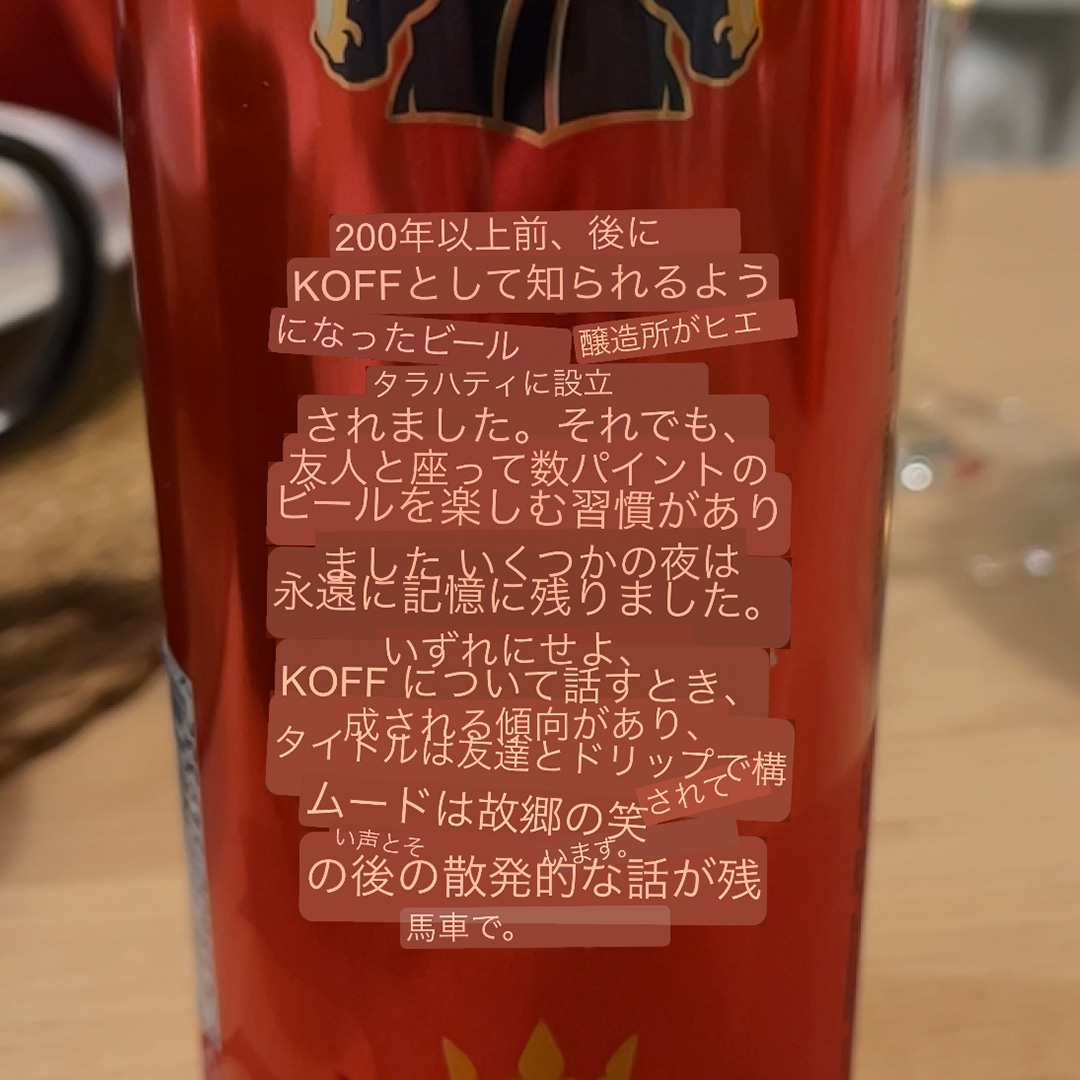 200年以上前、後に
KOFFとして知られるよう
になったビール 醸造所がヒエ
タラハティに設立
されました。それでも、
友人と座って数パイントの
ビールを楽しむ習慣があり
ました いくつかの夜は
永遠に記憶に残りました。
いずれにせよ、
KOFF について話すとき、
成される傾向があり、
タイトルは友達とドリップで構
されて
ムードは故郷の笑
い声とそ
います。
の後の散発的な話が残
馬車で。